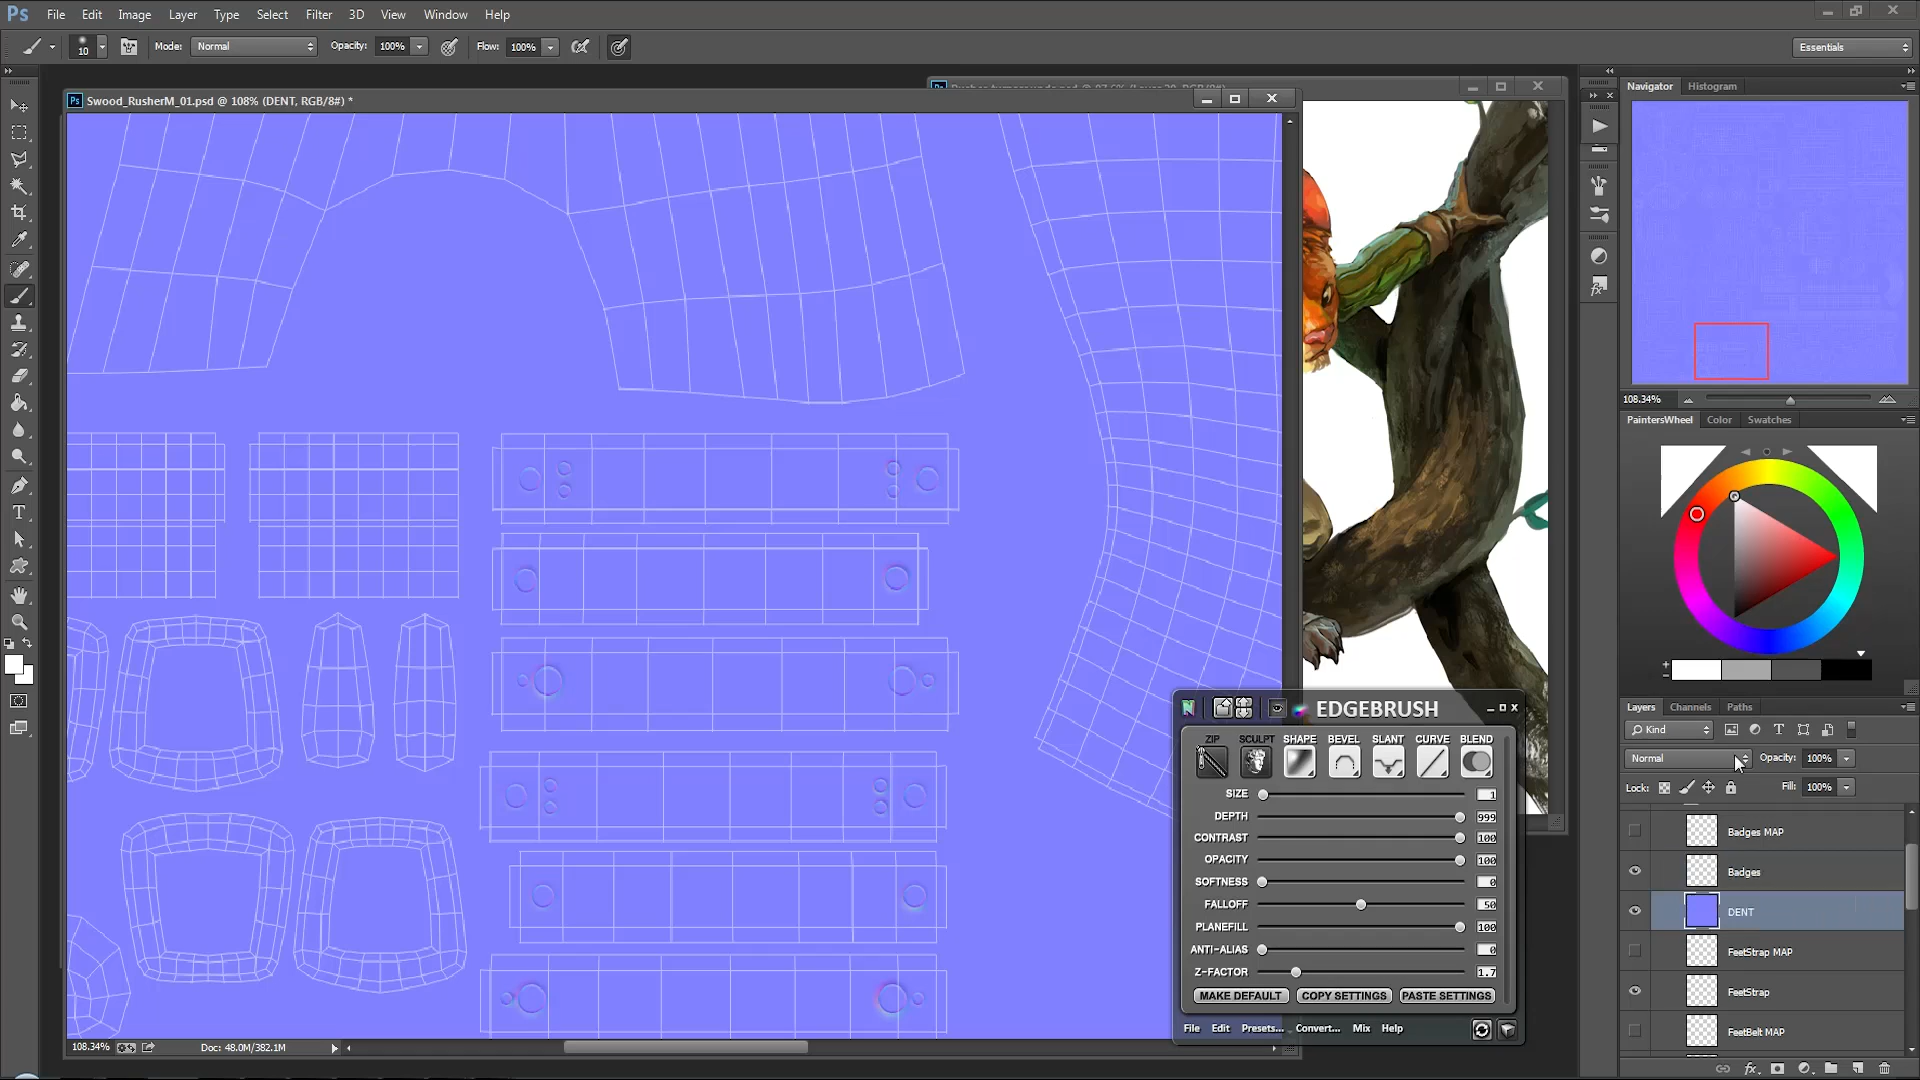 Ps File Edit Image Layer Type Select Filter 3D View Window Help
10 Mode: Normal Opacity: 100% Flow: 100% Essentials
Swood_RusherM_01.psd @ 108% (DENT, RGB/8#) *
Navigator Histogram
108.34%
PaintersWheel Color Swatches
EDGEBRUSH
ZIP SCULPT SHAPE BEVEL SLANT CURVE BLEND
SIZE 1
DEPTH 999
CONTRAST 100
OPACITY 100
SOFTNESS 0
FALLOFF 50
PLANEFILL 100
ANTI-ALIAS 0
Z-FACTOR 1.7
MAKE DEFAULT COPY SETTINGS PASTE SETTINGS
File Edit Presets... Convert... Mix Help
Layers Channels Paths
Kind
Normal Opacity: 100%
Lock: Fill: 100%
Badges MAP
Badges
DENT
FeetStrap MAP
FeetStrap
FeetBelt MAP
108.34% Doc: 48.0M/382.1M